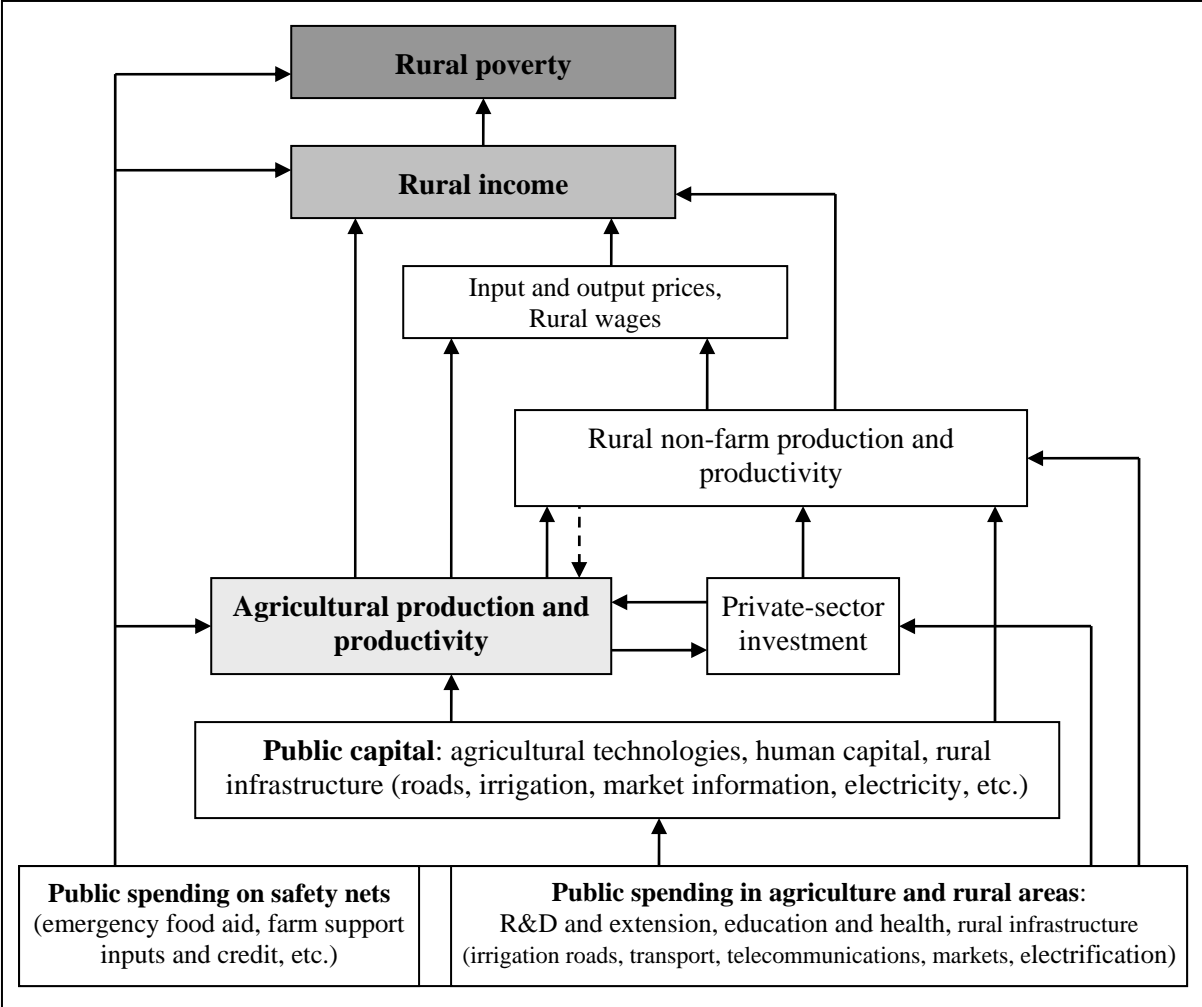 Rural poverty
Rural income
Input and output prices,
Rural wages
Rural non-farm production and
productivity
Agricultural production and
productivity
Private-sector
investment
Public capital: agricultural technologies, human capital, rural
infrastructure (roads, irrigation, market information, electricity, etc.)
Public spending on safety nets
(emergency food aid, farm support
inputs and credit, etc.)
Public spending in agriculture and rural areas:
R&D and extension, education and health, rural infrastructure
(irrigation roads, transport, telecommunications, markets, electrification)